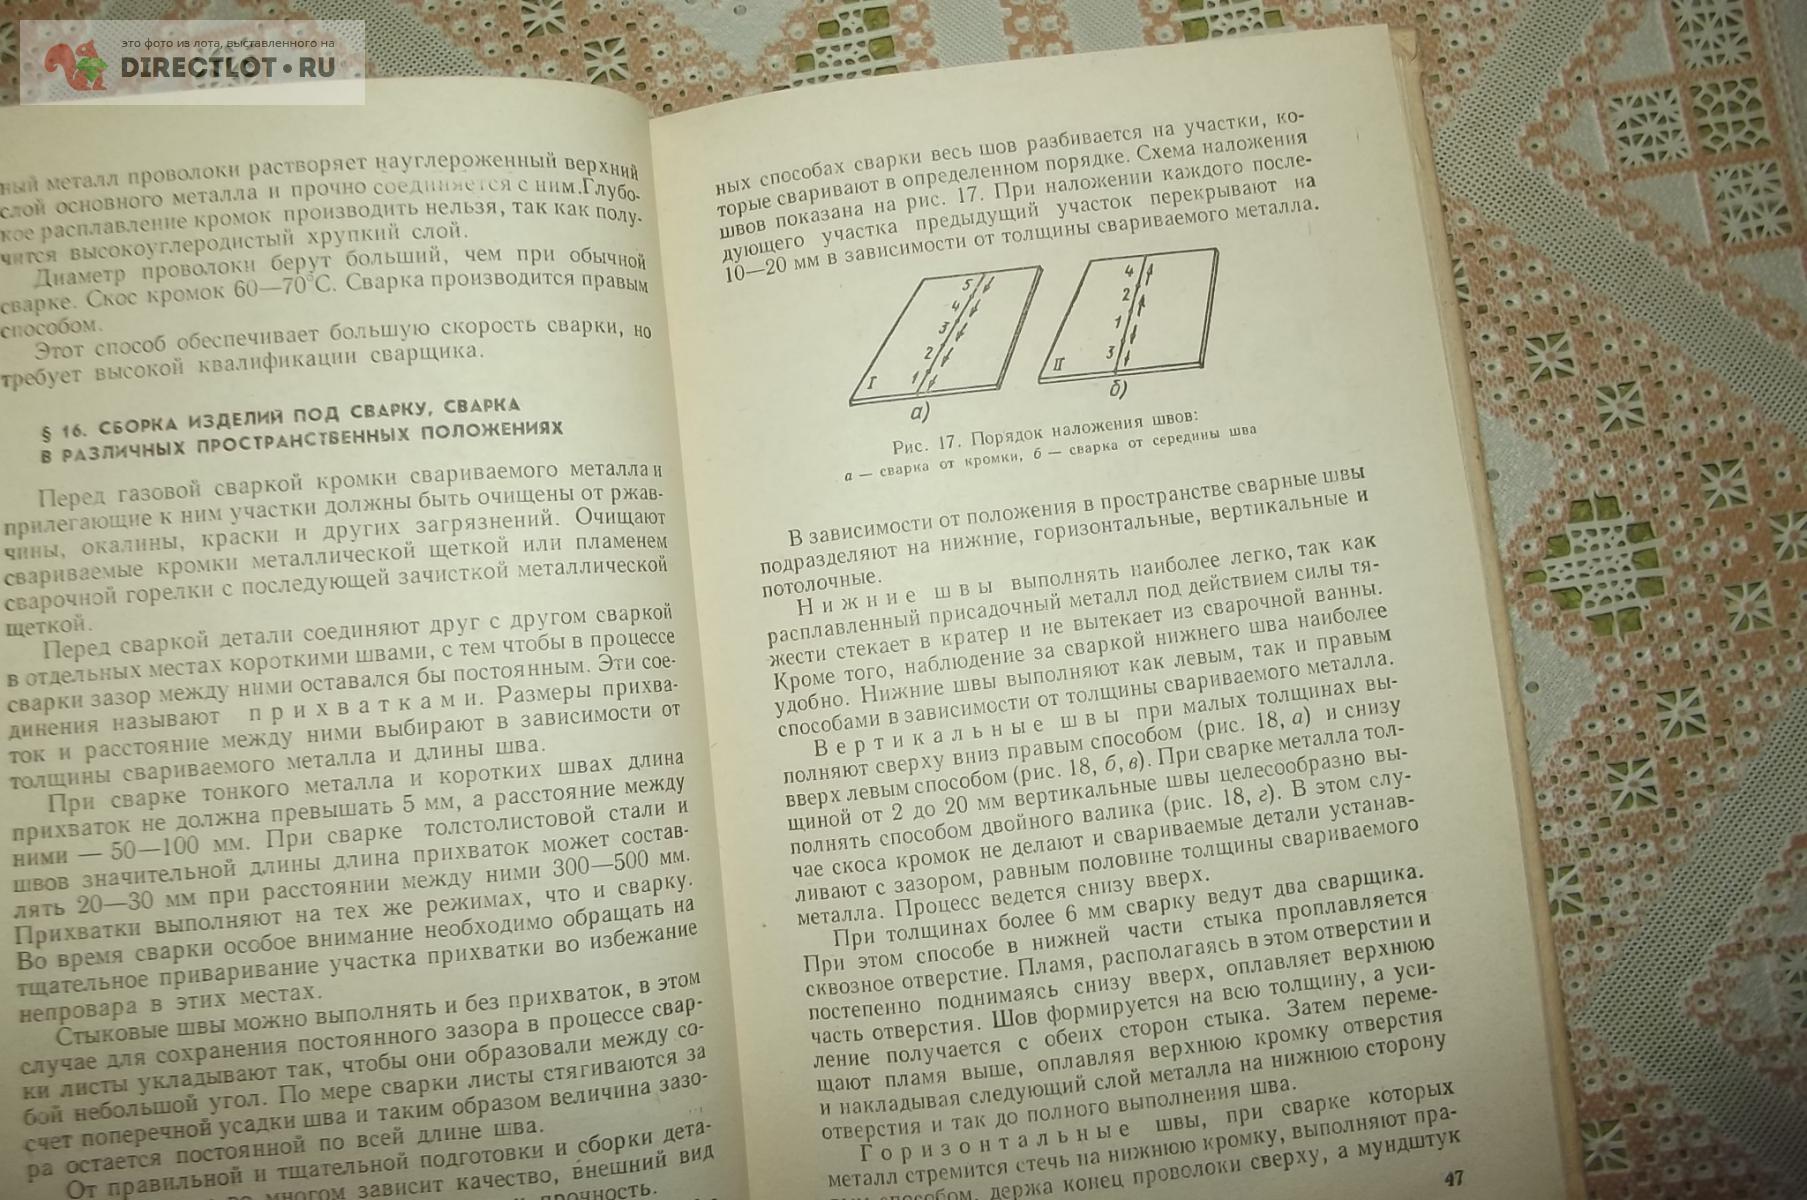 это фото из лота, выставленного на
DIRECTLOT.RU
ный металл проволоки растворяет науглероженный верхний
слой основного металла и прочно соединяется с ним. Глубо-
кое расплавление кромок производить нельзя, так как полу-
чится высокоуглеродистый хрупкий слой.
Диаметр проволоки берут больший, чем при обычной
сварке. Скос кромок 60—70°С. Сварка производится правым
способом.
Этот способ обеспечивает большую скорость сварки, но
требует высокой квалификации сварщика.
§ 16. СБОРКА ИЗДЕЛИЙ ПОД СВАРКУ, СВАРКА
В РАЗЛИЧНЫХ ПРОСТРАНСТВЕННЫХ ПОЛОЖЕНИЯХ
Перед газовой сваркой кромки свариваемого металла и
прилегающие к ним участки должны быть очищены от ржав-
чины, окалины, краски и других загрязнений. Очищают
свариваемые кромки металлической щеткой или пламенем
сварочной горелки с последующей зачисткой металлической
щеткой.
Перед сваркой детали соединяют друг с другом сваркой
в отдельных местах короткими швами, с тем чтобы в процессе
сварки зазор между ними оставался бы постоянным. Эти сое-
динения называют прихватками. Размеры прихва-
ток и расстояние между ними выбирают в зависимости от
толщины свариваемого металла и длины шва.
При сварке тонкого металла и коротких швах длина
прихваток не должна превышать 5 мм, а расстояние между
ними — 50—100 мм. При сварке толстолистовой стали и
швов значительной длины длина прихваток может состав-
лять 20—30 мм при расстоянии между ними 300—500 мм.
Прихватки выполняют на тех же режимах, что и сварку.
Во время сварки особое внимание необходимо обращать на
тщательное приваривание участка прихватки во избежание
непровара в этих местах.
Стыковые швы можно выполнять и без прихваток, в этом
случае для сохранения постоянного зазора в процессе свар-
ки листы укладывают так, чтобы они образовали между со-
бой небольшой угол. По мере сварки листы стягиваются за
счет поперечной усадки шва и таким образом величина зазо-
ра остается постоянной по всей длине шва.
От правильной и тщательной подготовки и сборки дета-
многом зависит качество, внешний вид
прочность.
ных способах сварки весь шов разбивается на участки, ко-
торые сваривают в определенном порядке. Схема наложения
швов показана на рис. 17. При наложении каждого после-
дующего участка предыдущий участок перекрывают на
10—20 мм в зависимости от толщины свариваемого металла.
5
4
3
2
1
I
а)
4
2
1
3
II
б)
Рис. 17. Порядок наложения швов:
а — сварка от кромки, б — сварка от середины шва
В зависимости от положения в пространстве сварные швы
подразделяют на нижние, горизонтальные, вертикальные и
потолочные.
Нижние швы выполнять наиболее легко, так как
расплавленный присадочный металл под действием силы тя-
жести стекает в кратер и не вытекает из сварочной ванны.
Кроме того, наблюдение за сваркой нижнего шва наиболее
удобно. Нижние швы выполняют как левым, так и правым
способами в зависимости от толщины свариваемого металла.
Вертикальные швы при малых толщинах вы-
полняют сверху вниз правым способом (рис. 18, а) и снизу
вверх левым способом (рис. 18, б, в). При сварке металла тол-
щиной от 2 до 20 мм вертикальные швы целесообразно вы-
полнять способом двойного валика (рис. 18, г). В этом слу-
чае скоса кромок не делают и свариваемые детали устанав-
ливают с зазором, равным половине толщины свариваемого
металла. Процесс ведется снизу вверх.
При толщинах более 6 мм сварку ведут два сварщика.
При этом способе в нижней части стыка проплавляется
сквозное отверстие. Пламя, располагаясь в этом отверстии и
постепенно поднимаясь снизу вверх, оплавляет верхнюю
часть отверстия. Шов формируется на всю толщину, а уси-
ление получается с обеих сторон стыка. Затем переме-
щают пламя выше, оплавляя верхнюю кромку отверстия
и накладывая следующий слой металла на нижнюю сторону
отверстия и так до полного выполнения шва.
Горизонтальные швы, при сварке которых
металл стремится стечь на нижнюю кромку, выполняют пра-
вым способом, держа конец проволоки сверху, а мундштук
47